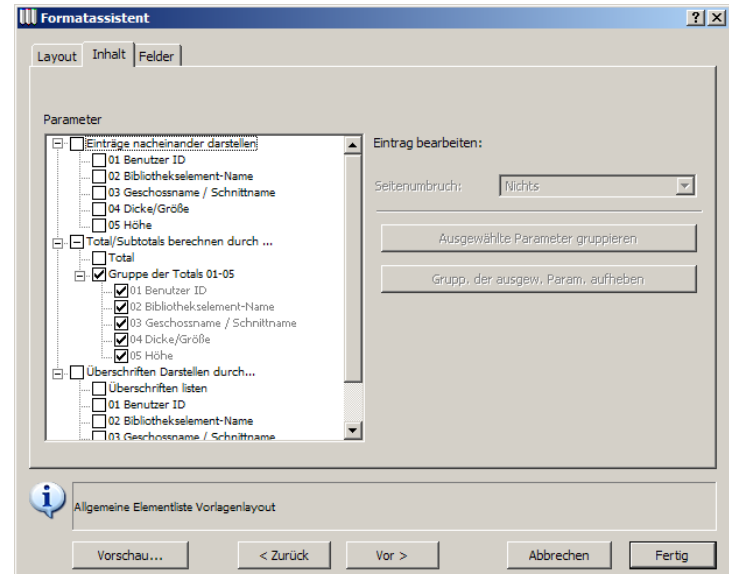 Formatassistent
Layout Inhalt Felder
Parameter
Einträge nacheinander darstellen
01 Benutzer ID
02 Bibliothekselement-Name
03 Geschossname / Schnittname
04 Dicke/Größe
05 Höhe
Total/Subtotals berechnen durch ...
Total
Gruppe der Totals 01-05
01 Benutzer ID
02 Bibliothekselement-Name
03 Geschossname / Schnittname
04 Dicke/Größe
05 Höhe
Überschriften Darstellen durch...
Überschriften listen
01 Benutzer ID
02 Bibliothekselement-Name
03 Geschossname / Schnittname
Eintrag bearbeiten:
Seitenumbruch: Nichts
Ausgewählte Parameter gruppieren
Grupp. der ausgew. Param. aufheben
Allgemeine Elementliste Vorlagenlayout
Vorschau... < Zurück Vor > Abbrechen Fertig